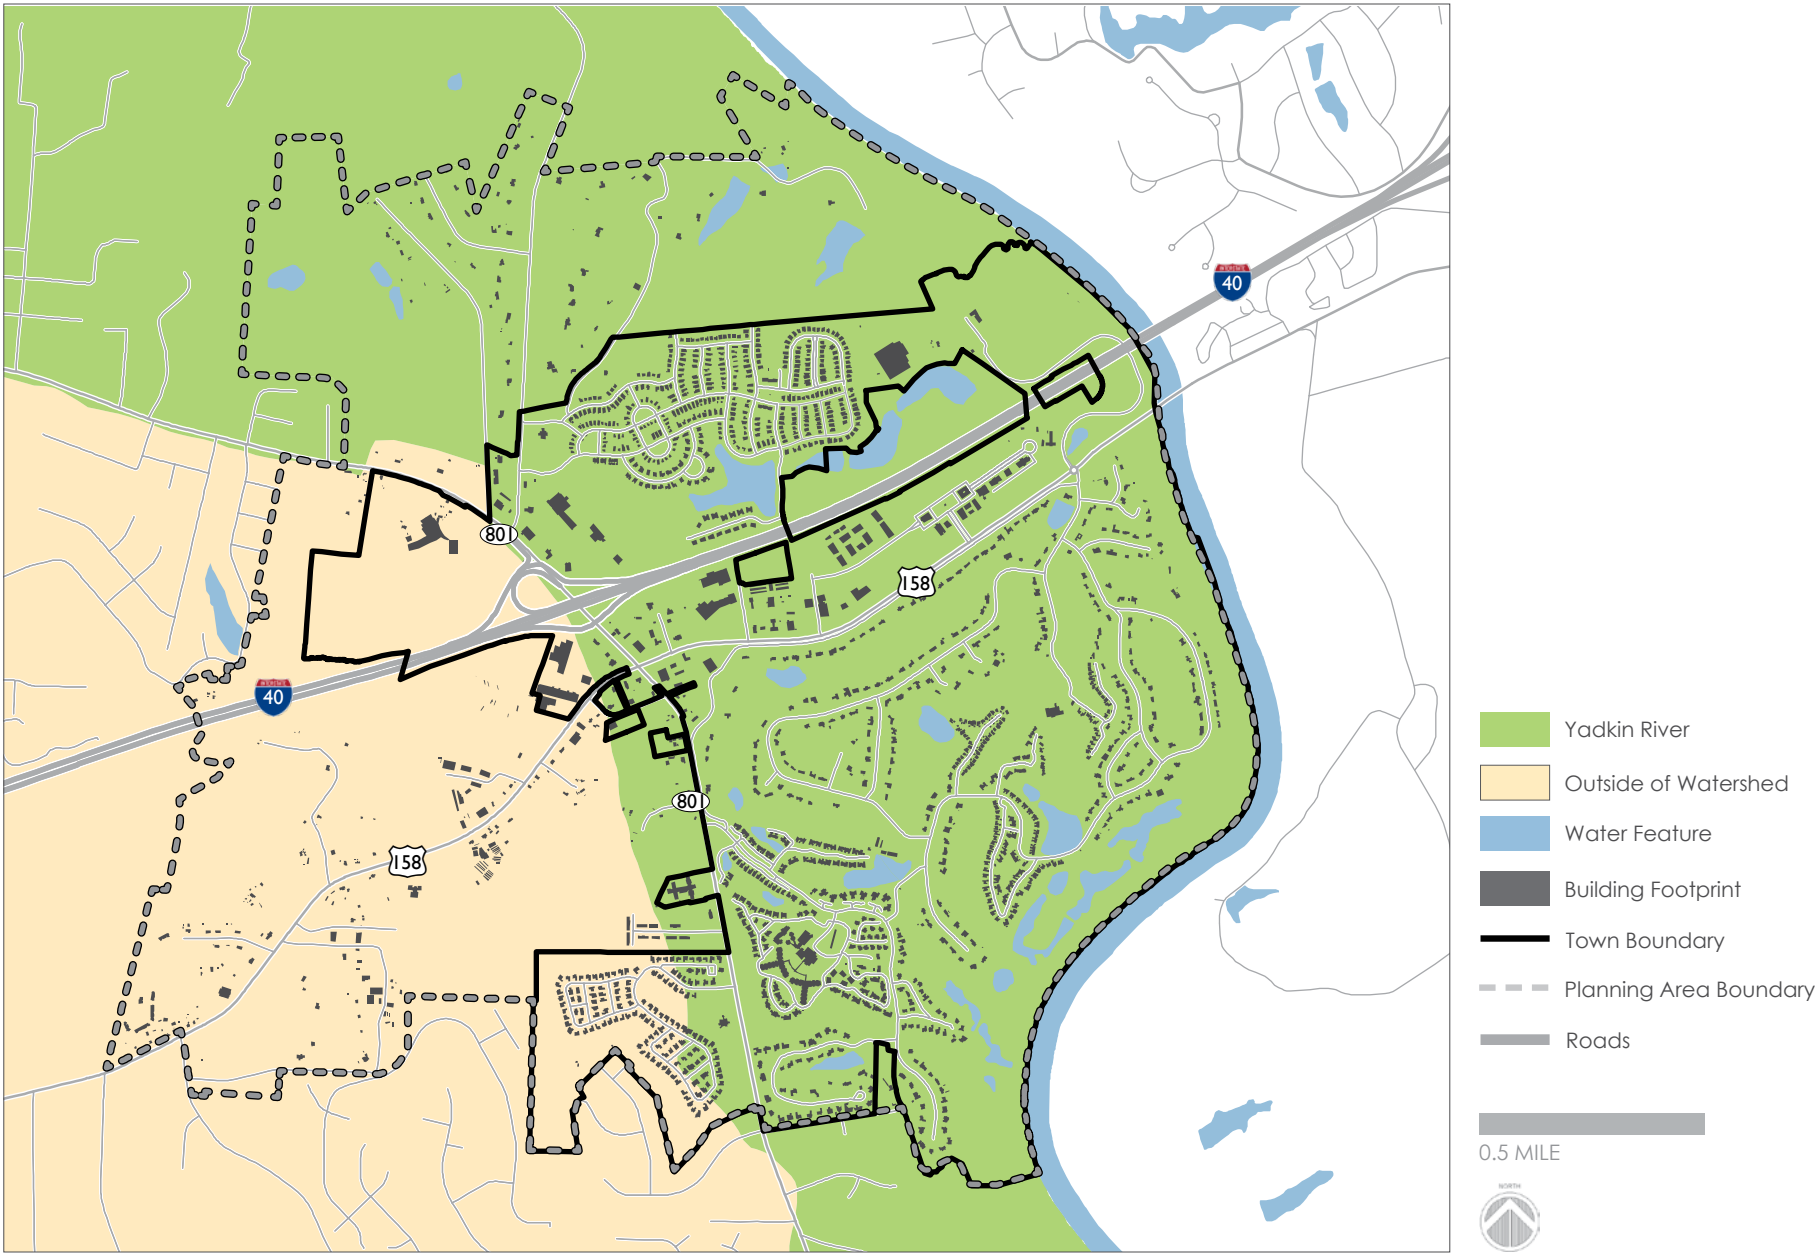 40
801
158
40
801
158
Yadkin River
Outside of Watershed
Water Feature
Building Footprint
Town Boundary
Planning Area Boundary
Roads
0.5 MILE
NORTH